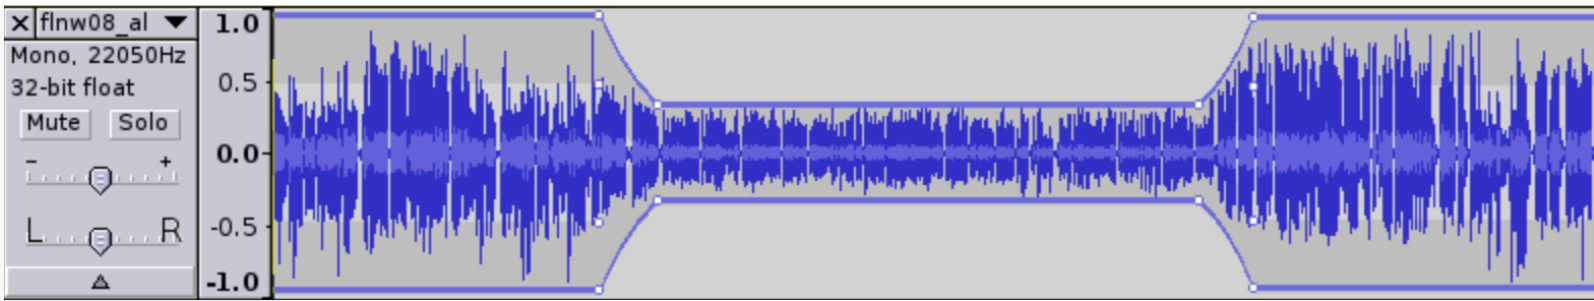 flnw08_al
Mono, 22050Hz
32-bit float
Mute Solo
- +
L R
1.0
0.5
0.0
-0.5
-1.0